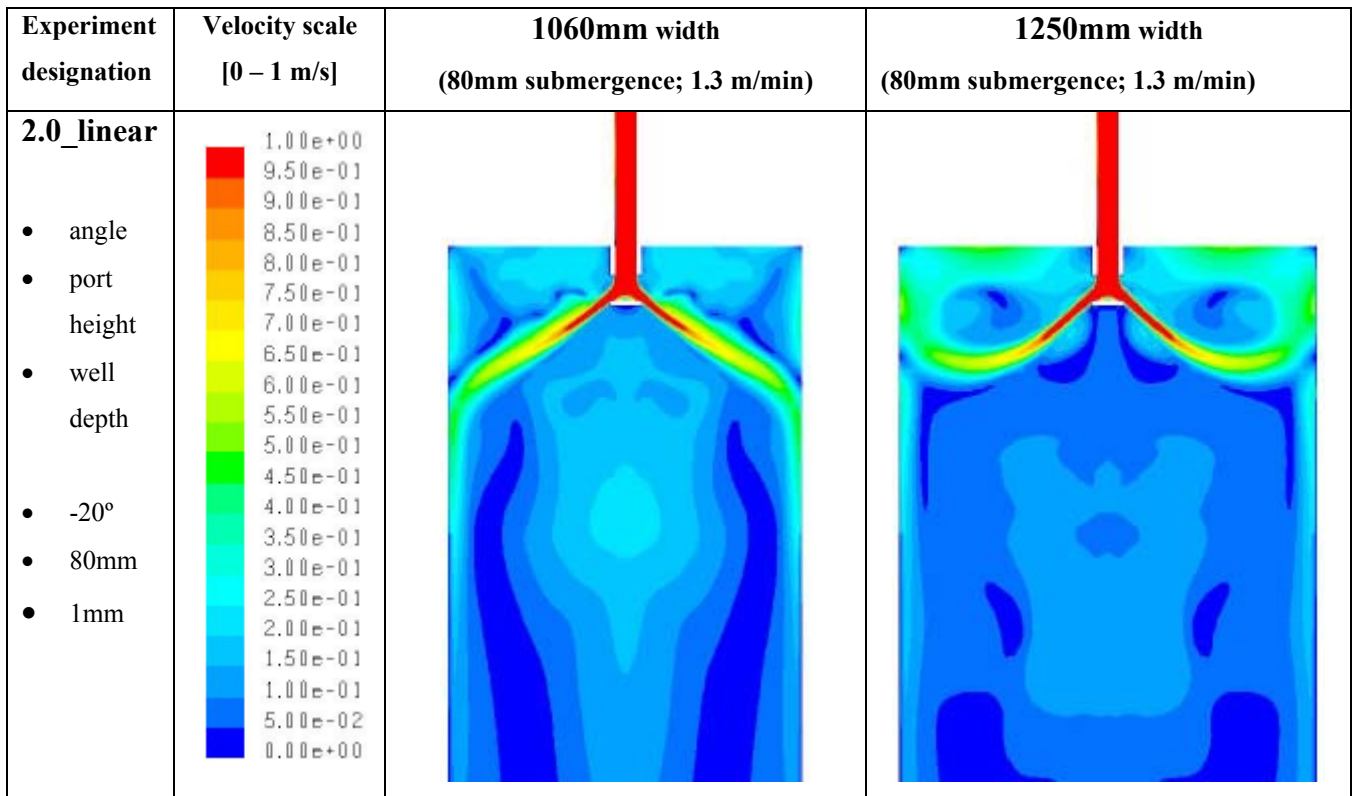 Experiment designation
Velocity scale
[0 – 1 m/s]
1060mm width
(80mm submergence; 1.3 m/min)
1250mm width
(80mm submergence; 1.3 m/min)
2.0_linear
• angle
• port
height
• well
depth
• -20º
• 80mm
• 1mm
1.00e+00
9.50e-01
9.00e-01
8.50e-01
8.00e-01
7.50e-01
7.00e-01
6.50e-01
6.00e-01
5.50e-01
5.00e-01
4.50e-01
4.00e-01
3.50e-01
3.00e-01
2.50e-01
2.00e-01
1.50e-01
1.00e-01
5.00e-02
0.00e+00